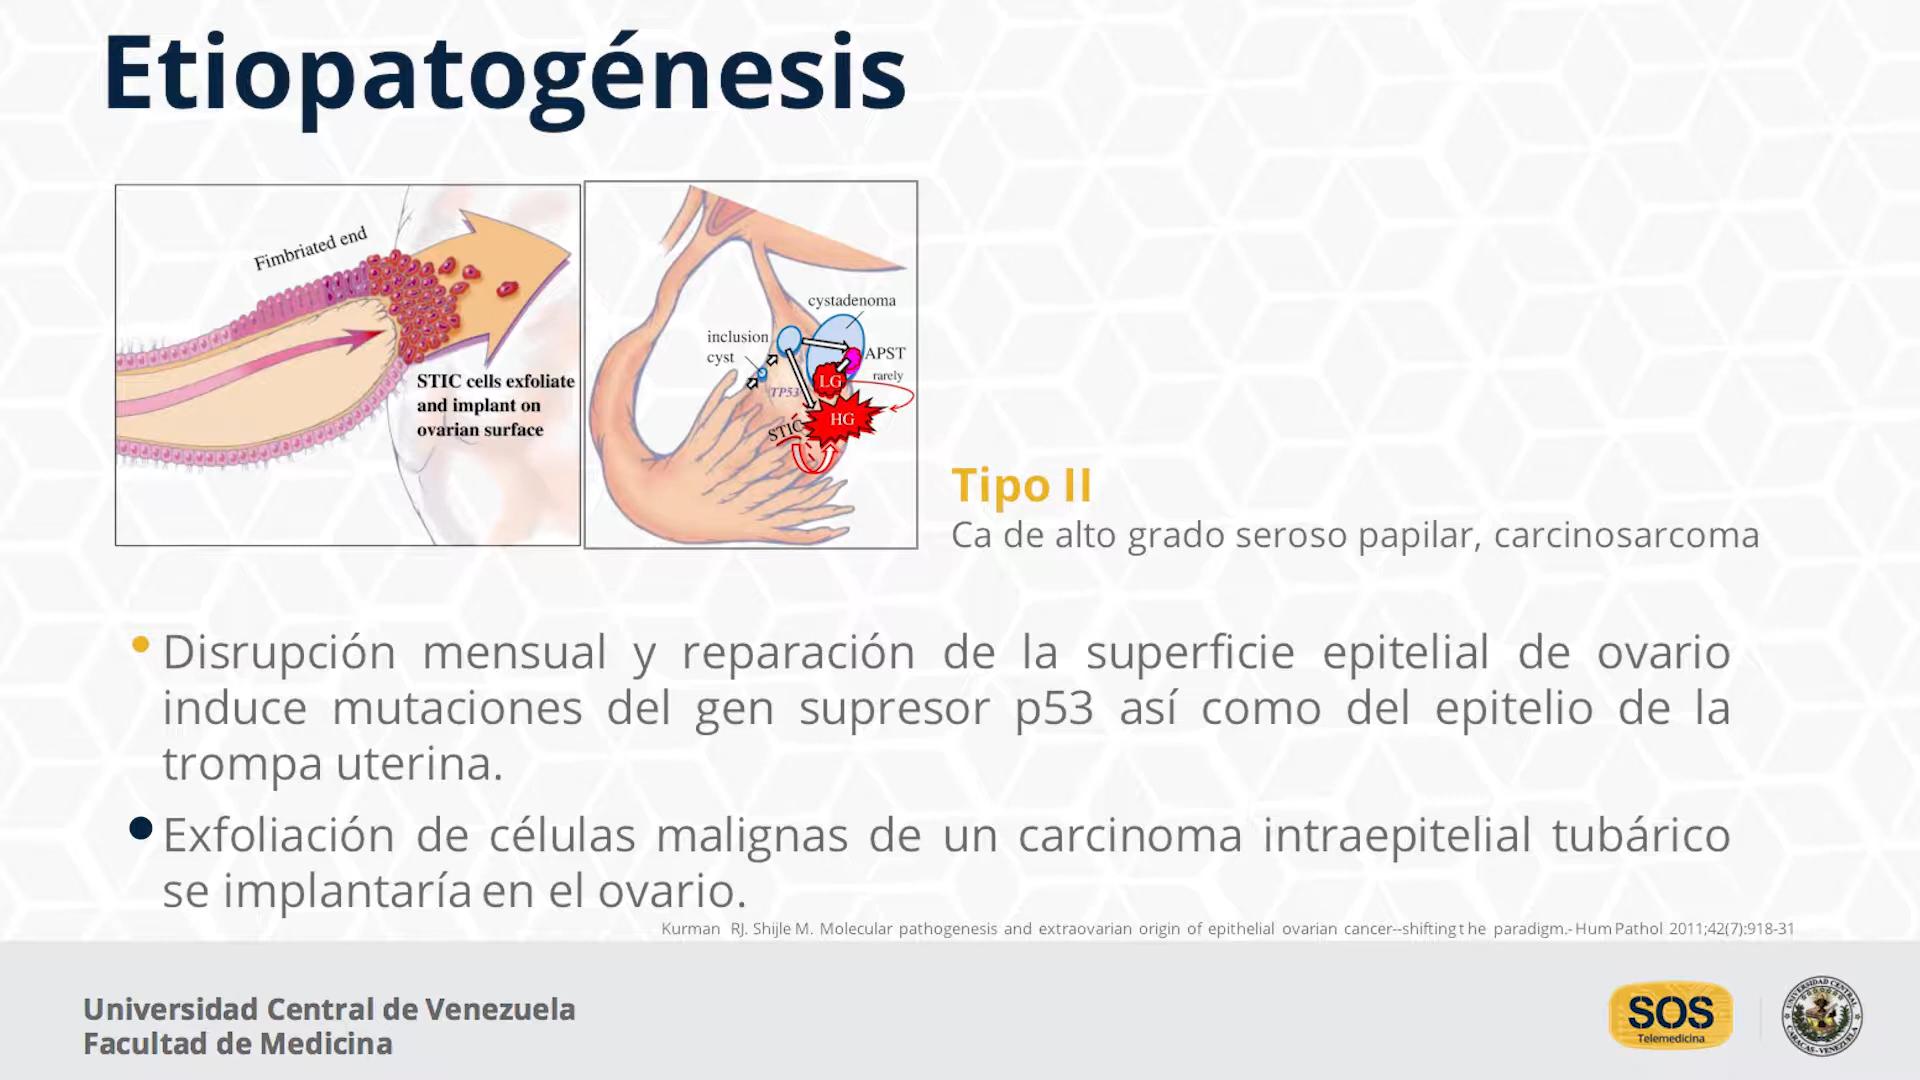 Etiopatogénesis
Fimbriated end
STIC cells exfoliate
and implant on
ovarian surface
cystadenoma
inclusion
cyst
APST
rarely
LG
TP53
HG
STIC
Tipo II
Ca de alto grado seroso papilar, carcinosarcoma
Disrupción mensual y reparación de la superficie epitelial de ovario
induce mutaciones del gen supresor p53 así como del epitelio de la
trompa uterina.
Exfoliación de células malignas de un carcinoma intraepitelial tubárico
se implantaría en el ovario.
Kurman RJ. Shijle M. Molecular pathogenesis and extraovarian origin of epithelial ovarian cancer--shifting t he paradigm.- Hum Pathol 2011;42(7):918-31
Universidad Central de Venezuela
Facultad de Medicina
SOS
Telemedicina
UNIVERSIDAD CENTRAL
CARACAS - VENEZUELA